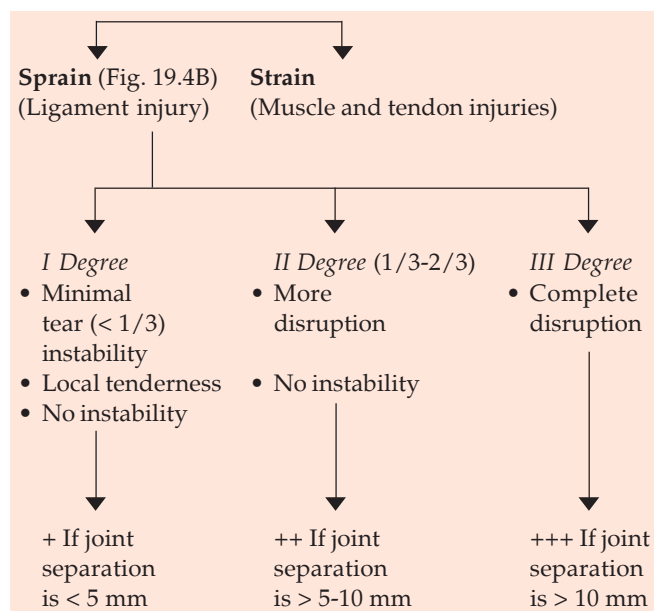 Sprain (Fig. 19.4B)
(Ligament injury)
Strain
(Muscle and tendon injuries)
I Degree
• Minimal
tear (< 1/3)
instability
• Local tenderness
• No instability
II Degree (1/3-2/3)
• More
disruption
• No instability
III Degree
• Complete
disruption
+ If joint
separation
is < 5 mm
++ If joint
separation
is > 5-10 mm
+++ If joint
separation
is > 10 mm